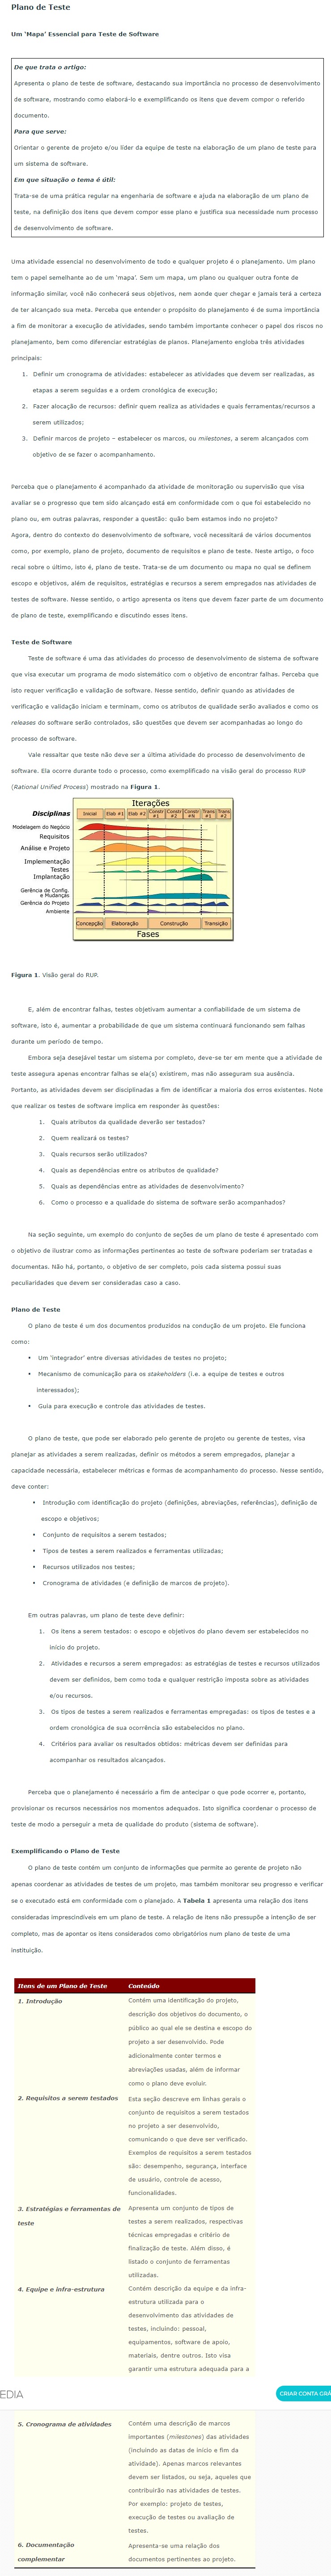 Plano de Teste
Um ‘Mapa’ Essencial para Teste de Software
De que trata o artigo:
Apresenta o plano de teste de software, destacando sua importância no processo de desenvolvimento
de software, mostrando como elaborá-lo e exemplificando os itens que devem compor o referido
documento.
Para que serve:
Orientar o gerente de projeto e/ou líder da equipe de teste na elaboração de um plano de teste para
um sistema de software.
Em que situação o tema é útil:
Trata-se de uma prática regular na engenharia de software e ajuda na elaboração de um plano de
teste, na definição dos itens que devem compor esse plano e justifica sua necessidade num processo
de desenvolvimento de software.
Uma atividade essencial no desenvolvimento de todo e qualquer projeto é o planejamento. Um plano
tem o papel semelhante ao de um ‘mapa’. Sem um mapa, um plano ou qualquer outra fonte de
informação similar, você não conhecerá seus objetivos, nem aonde quer chegar e jamais terá a certeza
de ter alcançado sua meta. Perceba que entender o propósito do planejamento é de suma importância
a fim de monitorar a execução de atividades, sendo também importante conhecer o papel dos riscos no
planejamento, bem como diferenciar estratégias de planos. Planejamento engloba três atividades
principais:
1. Definir um cronograma de atividades: estabelecer as atividades que devem ser realizadas, as
etapas a serem seguidas e a ordem cronológica de execução;
2. Fazer alocação de recursos: definir quem realiza as atividades e quais ferramentas/recursos a
serem utilizados;
3. Definir marcos de projeto – estabelecer os marcos, ou milestones, a serem alcançados com
objetivo de se fazer o acompanhamento.
Perceba que o planejamento é acompanhado da atividade de monitoração ou supervisão que visa
avaliar se o progresso que tem sido alcançado está em conformidade com o que foi estabelecido no
plano ou, em outras palavras, responder a questão: quão bem estamos indo no projeto?
Agora, dentro do contexto do desenvolvimento de software, você necessitará de vários documentos
como, por exemplo, plano de projeto, documento de requisitos e plano de teste. Neste artigo, o foco
recai sobre o último, isto é, plano de teste. Trata-se de um documento ou mapa no qual se definem
escopo e objetivos, além de requisitos, estratégias e recursos a serem empregados nas atividades de
testes de software. Nesse sentido, o artigo apresenta os itens que devem fazer parte de um documento
de plano de teste, exemplificando e discutindo esses itens.
Teste de Software
Teste de software é uma das atividades do processo de desenvolvimento de sistema de software
que visa executar um programa de modo sistemático com o objetivo de encontrar falhas. Perceba que
isto requer verificação e validação de software. Nesse sentido, definir quando as atividades de
verificação e validação iniciam e terminam, como os atributos de qualidade serão avaliados e como os
releases do software serão controlados, são questões que devem ser acompanhadas ao longo do
processo de software.
Vale ressaltar que teste não deve ser a última atividade do processo de desenvolvimento de
software. Ela ocorre durante todo o processo, como exemplificado na visão geral do processo RUP
(Rational Unified Process) mostrado na Figura 1.
Iterações
Disciplinas
Inicial
Elab #1
Elab #2
Constr #1
Constr #2
Constr #N
Trans #1
Trans #2
Modelagem do Negócio
Requisitos
Análise e Projeto
Implementação
Testes
Implantação
Gerência de Config.
e Mudanças
Gerência do Projeto
Ambiente
Concepção
Elaboração
Construção
Transição
Fases
Figura 1. Visão geral do RUP.
E, além de encontrar falhas, testes objetivam aumentar a confiabilidade de um sistema de
software, isto é, aumentar a probabilidade de que um sistema continuará funcionando sem falhas
durante um período de tempo.
Embora seja desejável testar um sistema por completo, deve-se ter em mente que a atividade de
teste assegura apenas encontrar falhas se ela(s) existirem, mas não asseguram sua ausência.
Portanto, as atividades devem ser disciplinadas a fim de identificar a maioria dos erros existentes. Note
que realizar os testes de software implica em responder às questões:
1. Quais atributos da qualidade deverão ser testados?
2. Quem realizará os testes?
3. Quais recursos serão utilizados?
4. Quais as dependências entre os atributos de qualidade?
5. Quais as dependências entre as atividades de desenvolvimento?
6. Como o processo e a qualidade do sistema de software serão acompanhados?
Na seção seguinte, um exemplo do conjunto de seções de um plano de teste é apresentado com
o objetivo de ilustrar como as informações pertinentes ao teste de software poderiam ser tratadas e
documentas. Não há, portanto, o objetivo de ser completo, pois cada sistema possui suas
peculiaridades que devem ser consideradas caso a caso.
Plano de Teste
O plano de teste é um dos documentos produzidos na condução de um projeto. Ele funciona
como:
• Um ‘integrador’ entre diversas atividades de testes no projeto;
• Mecanismo de comunicação para os stakeholders (i.e. a equipe de testes e outros
interessados);
• Guia para execução e controle das atividades de testes.
O plano de teste, que pode ser elaborado pelo gerente de projeto ou gerente de testes, visa
planejar as atividades a serem realizadas, definir os métodos a serem empregados, planejar a
capacidade necessária, estabelecer métricas e formas de acompanhamento do processo. Nesse sentido,
deve conter:
• Introdução com identificação do projeto (definições, abreviações, referências), definição de
escopo e objetivos;
• Conjunto de requisitos a serem testados;
• Tipos de testes a serem realizados e ferramentas utilizadas;
• Recursos utilizados nos testes;
• Cronograma de atividades (e definição de marcos de projeto).
Em outras palavras, um plano de teste deve definir:
1. Os itens a serem testados: o escopo e objetivos do plano devem ser estabelecidos no
início do projeto.
2. Atividades e recursos a serem empregados: as estratégias de testes e recursos utilizados
devem ser definidos, bem como toda e qualquer restrição imposta sobre as atividades
e/ou recursos.
3. Os tipos de testes a serem realizados e ferramentas empregadas: os tipos de testes e a
ordem cronológica de sua ocorrência são estabelecidos no plano.
4. Critérios para avaliar os resultados obtidos: métricas devem ser definidas para
acompanhar os resultados alcançados.
Perceba que o planejamento é necessário a fim de antecipar o que pode ocorrer e, portanto,
provisionar os recursos necessários nos momentos adequados. Isto significa coordenar o processo de
teste de modo a perseguir a meta de qualidade do produto (sistema de software).
Exemplificando o Plano de Teste
O plano de teste contém um conjunto de informações que permite ao gerente de projeto não
apenas coordenar as atividades de testes de um projeto, mas também monitorar seu progresso e verificar
se o executado está em conformidade com o planejado. A Tabela 1 apresenta uma relação dos itens
consideradas imprescindíveis em um plano de teste. A relação de itens não pressupõe a intenção de ser
completo, mas de apontar os itens considerados como obrigatórios num plano de teste de uma
instituição.
Itens de um Plano de Teste
Conteúdo
1. Introdução
Contém uma identificação do projeto,
descrição dos objetivos do documento, o
público ao qual ele se destina e escopo do
projeto a ser desenvolvido. Pode
adicionalmente conter termos e
abreviações usadas, além de informar
como o plano deve evoluir.
2. Requisitos a serem testados
Esta seção descreve em linhas gerais o
conjunto de requisitos a serem testados
no projeto a ser desenvolvido,
comunicando o que deve ser verificado.
Exemplos de requisitos a serem testados
são: desempenho, segurança, interface
de usuário, controle de acesso,
funcionalidades.
3. Estratégias e ferramentas de
teste
Apresenta um conjunto de tipos de
testes a serem realizados, respectivas
técnicas empregadas e critério de
finalização de teste. Além disso, é
listado o conjunto de ferramentas
utilizadas.
4. Equipe e infra-estrutura
Contém descrição da equipe e da infra-
estrutura utilizada para o
desenvolvimento das atividades de
testes, incluindo: pessoal,
equipamentos, software de apoio,
materiais, dentre outros. Isto visa
garantir uma estrutura adequada para a
EDIA
CRIAR CONTA GRÁ
5. Cronograma de atividades
Contém uma descrição de marcos
importantes (milestones) das atividades
(incluindo as datas de início e fim da
atividade). Apenas marcos relevantes
devem ser listados, ou seja, aqueles que
contribuirão nas atividades de testes.
Por exemplo: projeto de testes,
execução de testes ou avaliação de
testes.
6. Documentação
complementar
Apresenta-se uma relação dos
documentos pertinentes ao projeto.